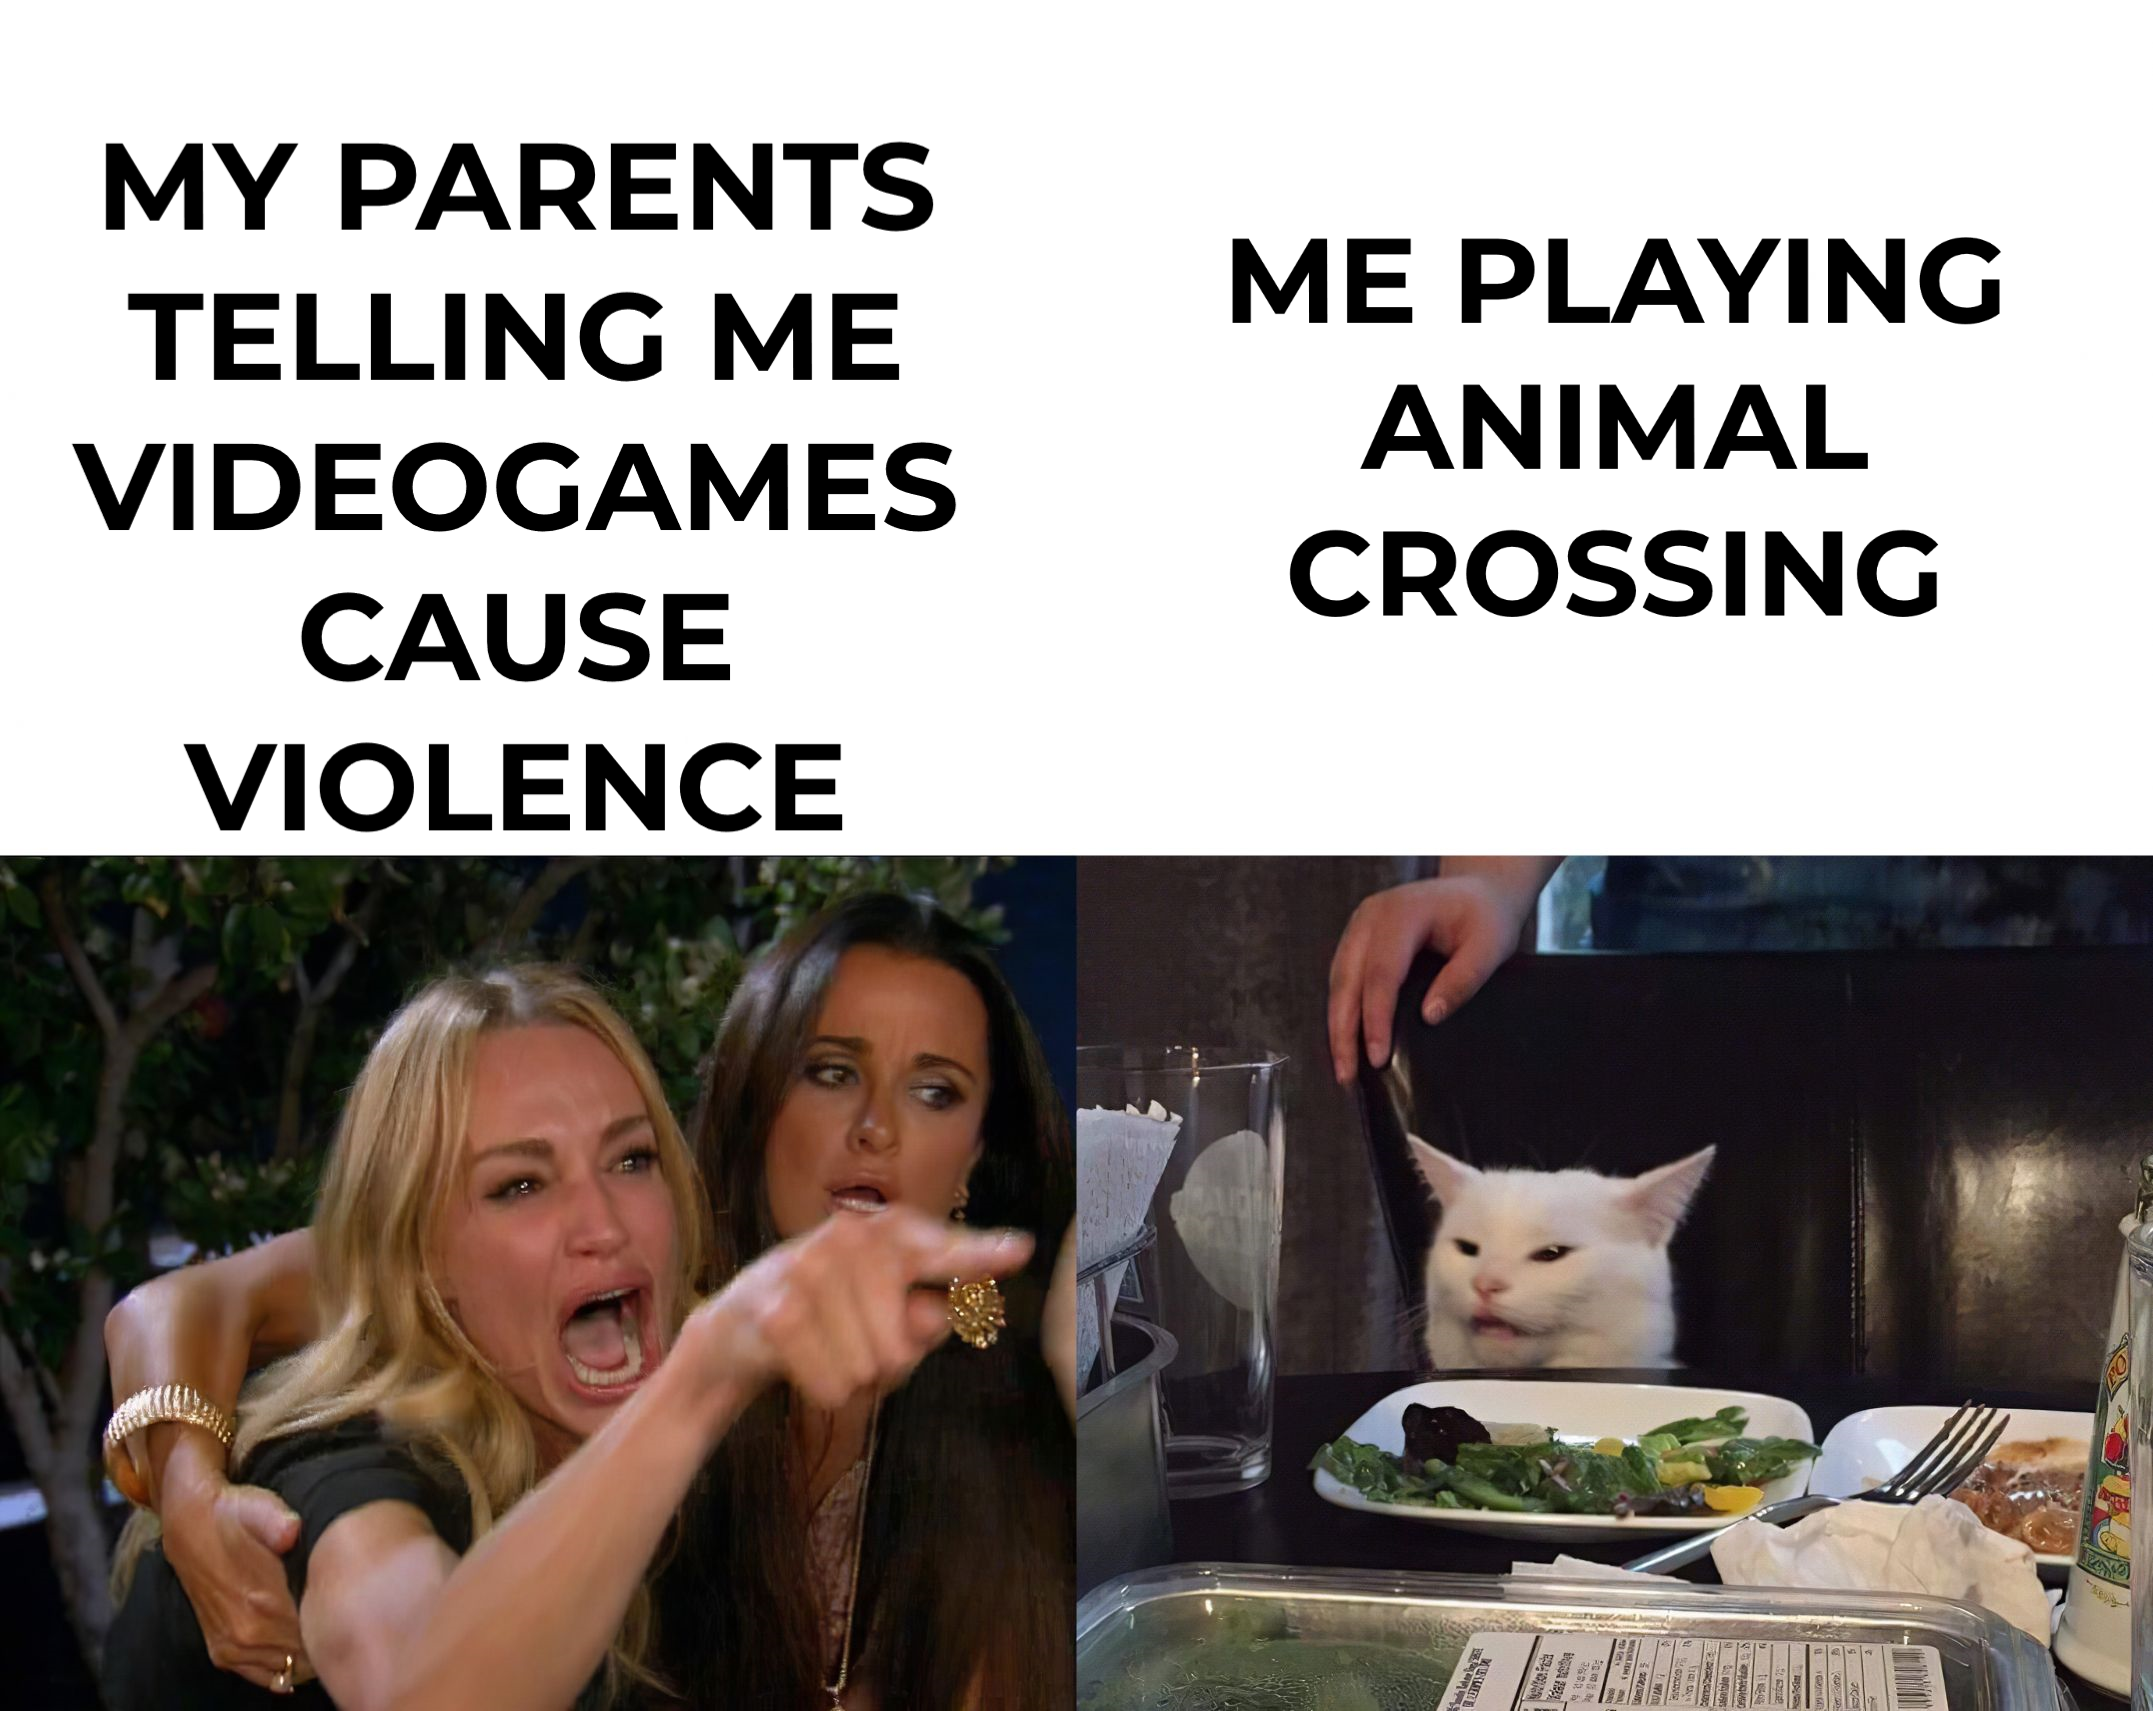 MY PARENTS
TELLING ME
VIDEOGAMES
CAUSE
VIOLENCE
ME PLAYING
ANIMAL
CROSSING